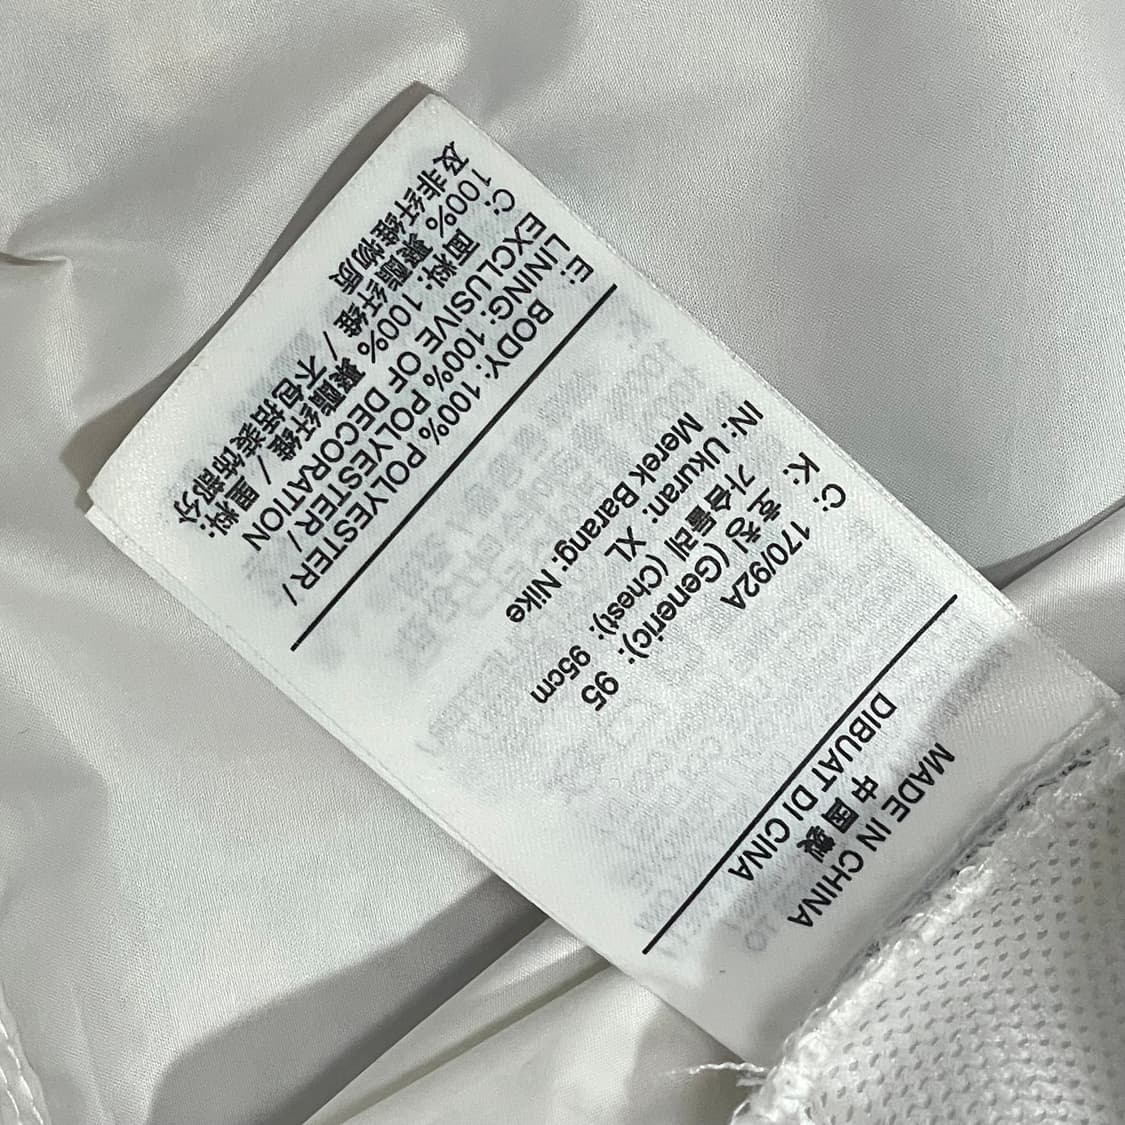 MADE IN CHINA
中國製
DIBUAT DI CINA
C: 170/92A
K: 호칭 (Generic): 95
가슴둘레 (Chest): 95cm
IN: Ukuran: XL
Merek Barang: Nike
E: BODY: 100% POLYESTER /
LINING: 100% POLYESTER /
EXCLUSIVE OF DECORATION
C: 面料: 100% 聚酯纤维 / 里料:
100% 聚酯纤维 / 不包括装饰部分
及非纤维物质